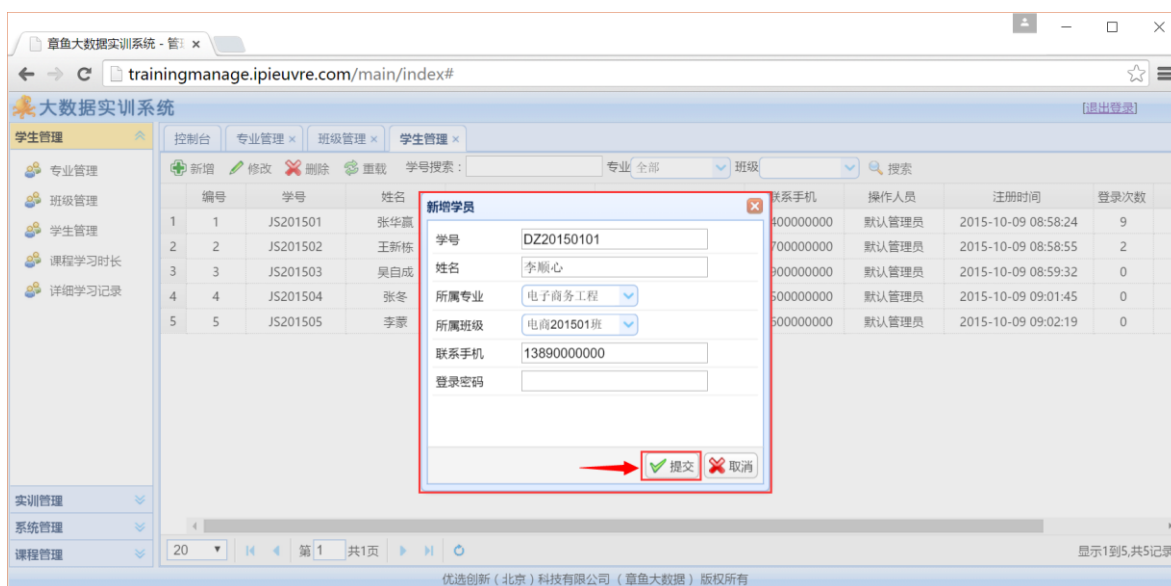 章鱼大数据实训系统 - 管
trainingmanage.ipieuvre.com/main/index#
大数据实训系统 [退出登录]
学生管理 控制台 专业管理 班级管理 学生管理
专业管理 新增 修改 删除 重载 学号搜索: 专业 全部 班级 搜索
班级管理
学生管理
课程学习时长
详细学习记录
编号 学号 姓名 联系手机 操作人员 注册时间 登录次数
1 1 JS201501 张华赢 400000000 默认管理员 2015-10-09 08:58:24 9
2 2 JS201502 王新栋 700000000 默认管理员 2015-10-09 08:58:55 2
3 3 JS201503 吴自成 900000000 默认管理员 2015-10-09 08:59:32 0
4 4 JS201504 张冬 500000000 默认管理员 2015-10-09 09:01:45 0
5 5 JS201505 李蒙 500000000 默认管理员 2015-10-09 09:02:19 0
新增学员
学号 DZ20150101
姓名 李顺心
所属专业 电子商务工程
所属班级 电商201501班
联系手机 13890000000
登录密码
提交 取消
实训管理
系统管理
课程管理
20 第 1 共1页 显示1到5,共5记录
优选创新(北京)科技有限公司(章鱼大数据)版权所有